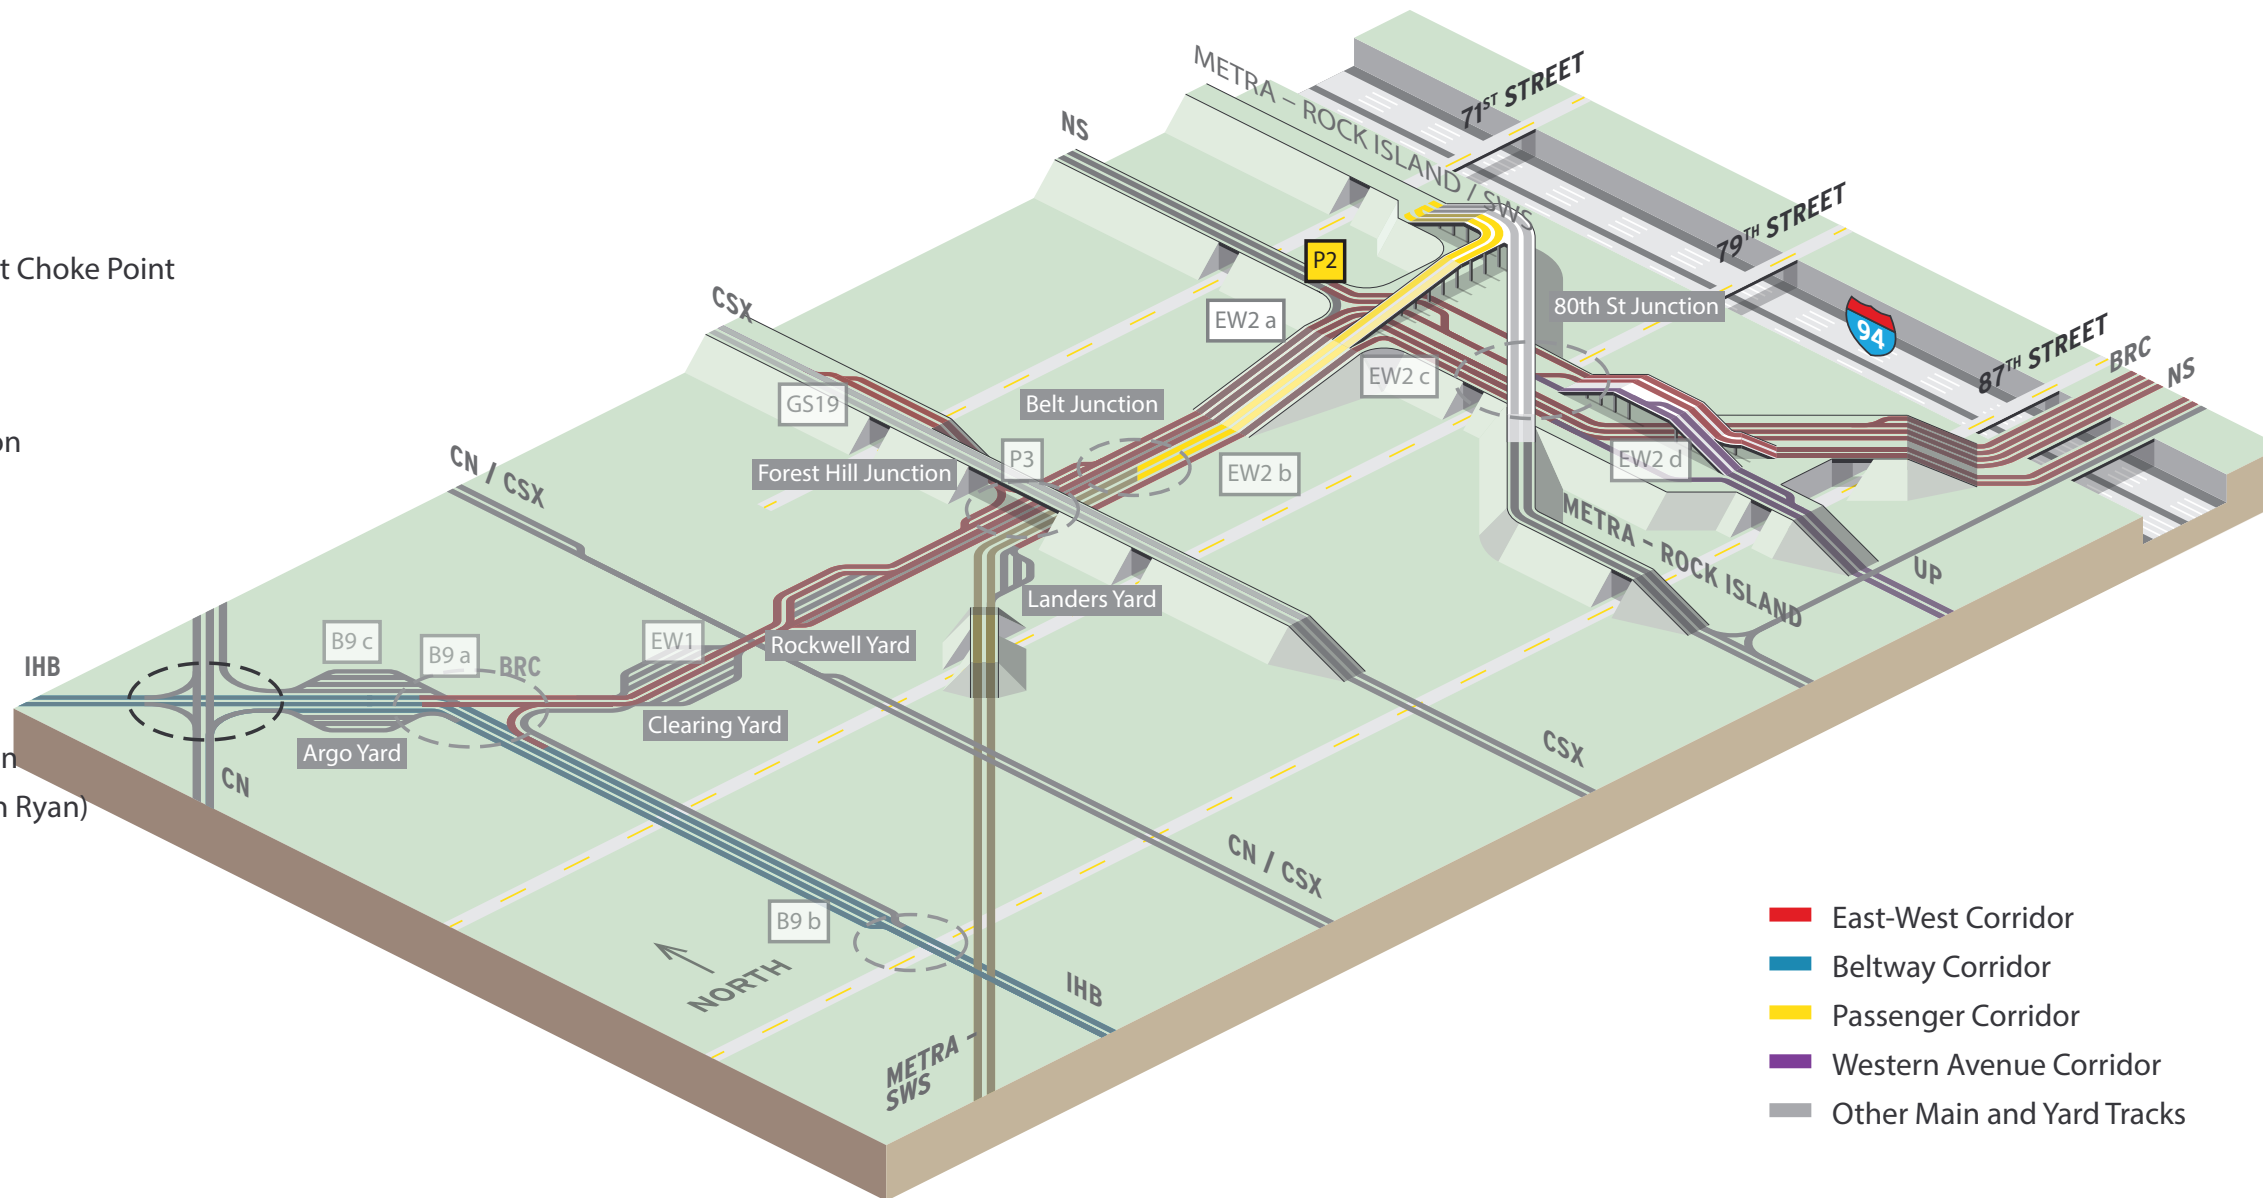 METRA – ROCK ISLAND / SWS
71ST STREET
NS
79TH STREET
t Choke Point
P2
CSX
EW2 a
80th St Junction
94
87TH STREET
BRC
NS
EW2 c
GS19
Belt Junction
on
CN / CSX
Forest Hill Junction
P3
EW2 b
EW2 d
METRA – ROCK ISLAND
UP
Landers Yard
B9 c
B9 a
EW1
Rockwell Yard
IHB
BRC
Clearing Yard
Argo Yard
n
CN
CSX
n Ryan)
CN / CSX
B9 b
NORTH
IHB
METRA –
SWS
East-West Corridor
Beltway Corridor
Passenger Corridor
Western Avenue Corridor
Other Main and Yard Tracks